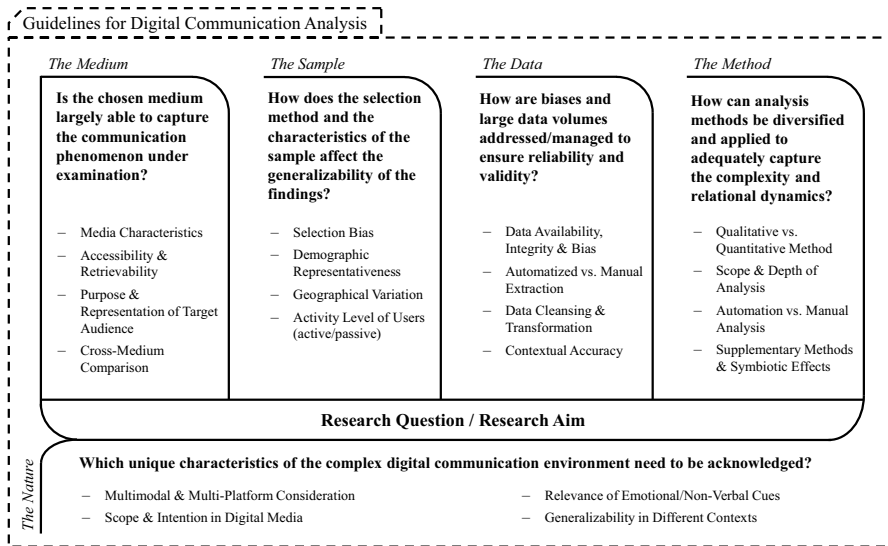 Guidelines for Digital Communication Analysis
The Medium
Is the chosen medium
largely able to capture
the communication
phenomenon under
examination?
– Media Characteristics
– Accessibility &
Retrievability
– Purpose &
Representation of Target
Audience
– Cross-Medium
Comparison
The Sample
How does the selection
method and the
characteristics of the
sample affect the
generalizability of the
findings?
– Selection Bias
– Demographic
Representativeness
– Geographical Variation
– Activity Level of Users
(active/passive)
The Data
How are biases and
large data volumes
addressed/managed to
ensure reliability and
validity?
– Data Availability,
Integrity & Bias
– Automatized vs. Manual
Extraction
– Data Cleansing &
Transformation
– Contextual Accuracy
The Method
How can analysis
methods be diversified
and applied to
adequately capture
the complexity and
relational dynamics?
– Qualitative vs.
Quantitative Method
– Scope & Depth of
Analysis
– Automation vs. Manual
Analysis
– Supplementary Methods
& Symbiotic Effects
Research Question / Research Aim
The Nature
Which unique characteristics of the complex digital communication environment need to be acknowledged?
– Multimodal & Multi-Platform Consideration
– Scope & Intention in Digital Media
– Relevance of Emotional/Non-Verbal Cues
– Generalizability in Different Contexts